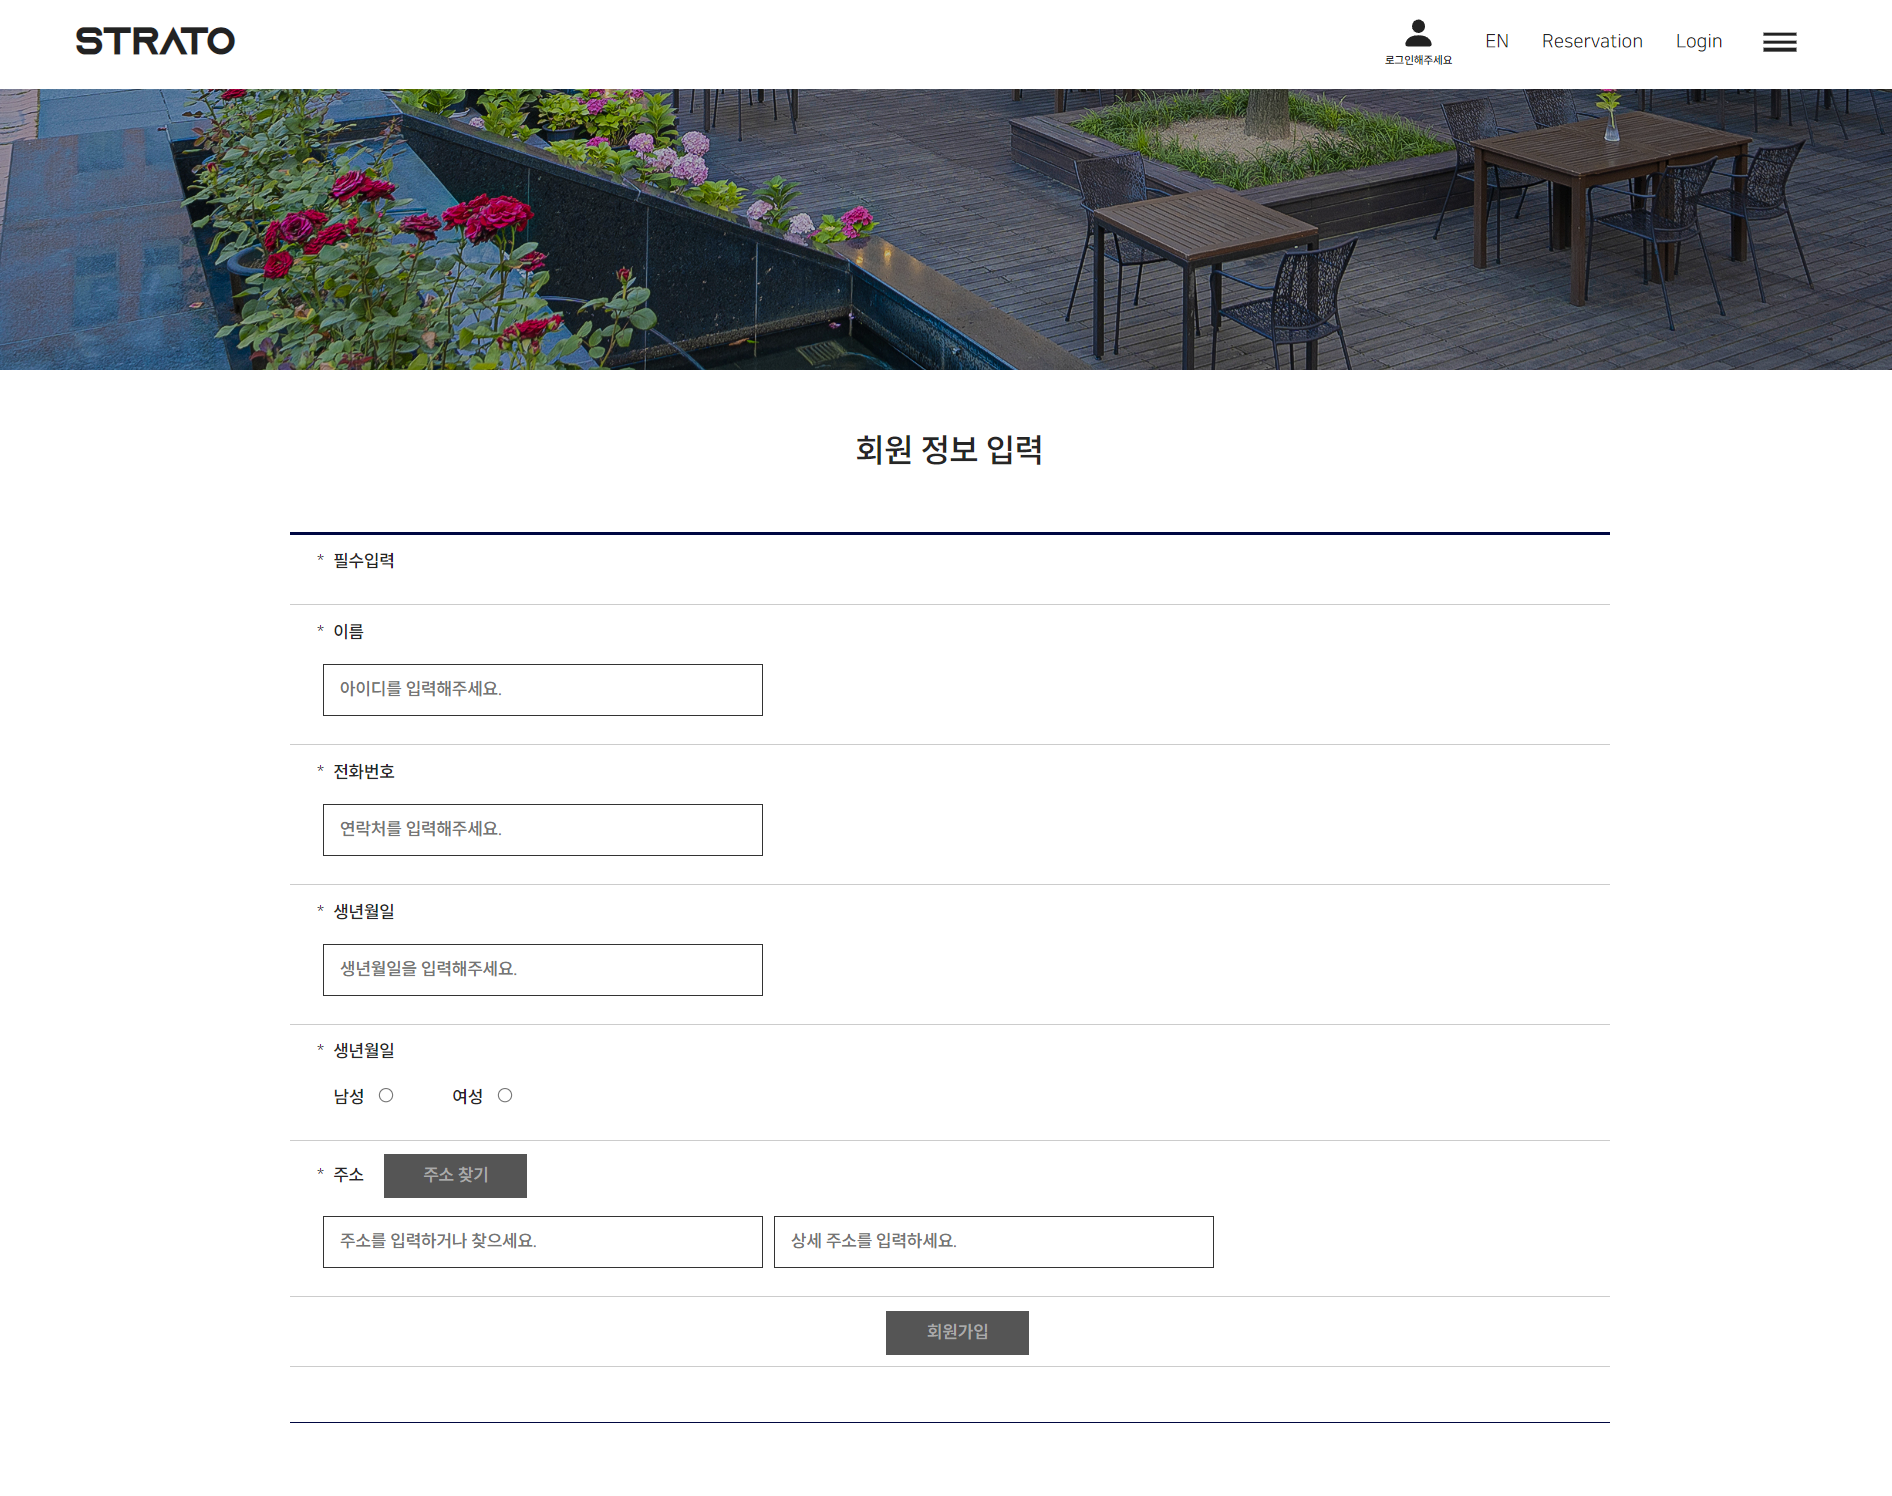 STRATO
로그인해주세요
EN
Reservation
Login
회원 정보 입력
* 필수입력
* 이름
아이디를 입력해주세요.
* 전화번호
연락처를 입력해주세요.
* 생년월일
생년월일을 입력해주세요.
* 생년월일
남성 여성
* 주소 주소 찾기
주소를 입력하거나 찾으세요. 상세 주소를 입력하세요.
회원가입